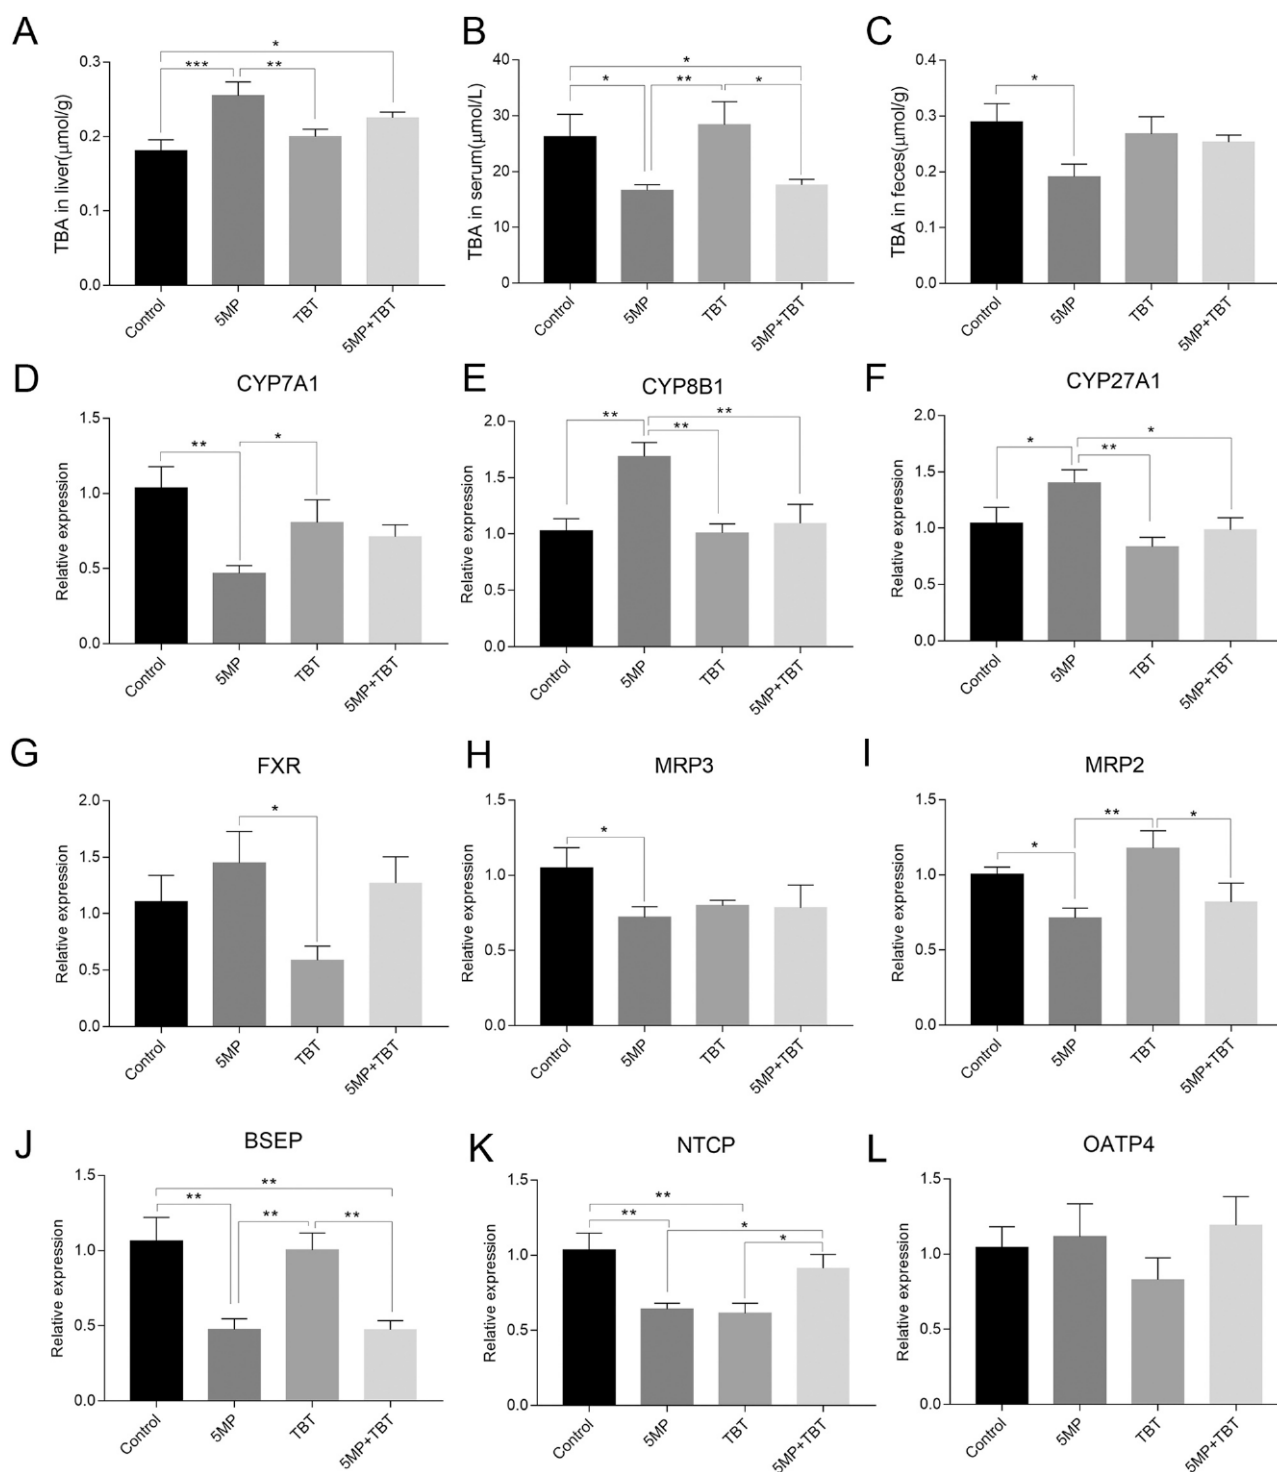 A
TBA in liver(μmol/g)
0.3
0.2
0.1
0.0
***
**
*
Control
5MP
TBT
5MP+TBT
B
TBA in serum(μmol/L)
40
30
20
10
0
*
*
**
*
Control
5MP
TBT
5MP+TBT
C
TBA in feces(μmol/g)
0.4
0.3
0.2
0.1
0.0
*
Control
5MP
TBT
5MP+TBT
D
CYP7A1
Relative expression
1.5
1.0
0.5
0.0
**
*
Control
5MP
TBT
5MP+TBT
E
CYP8B1
Relative expression
2.0
1.5
1.0
0.5
0.0
**
**
**
Control
5MP
TBT
5MP+TBT
F
CYP27A1
Relative expression
2.0
1.5
1.0
0.5
0.0
*
*
**
Control
5MP
TBT
5MP+TBT
G
FXR
Relative expression
2.0
1.5
1.0
0.5
0.0
*
Control
5MP
TBT
5MP+TBT
H
MRP3
Relative expression
1.5
1.0
0.5
0.0
*
Control
5MP
TBT
5MP+TBT
I
MRP2
Relative expression
1.5
1.0
0.5
0.0
*
**
*
Control
5MP
TBT
5MP+TBT
J
BSEP
Relative expression
1.5
1.0
0.5
0.0
**
**
**
**
Control
5MP
TBT
5MP+TBT
K
NTCP
Relative expression
1.5
1.0
0.5
0.0
**
**
*
*
Control
5MP
TBT
5MP+TBT
L
OATP4
Relative expression
1.5
1.0
0.5
0.0
Control
5MP
TBT
5MP+TBT